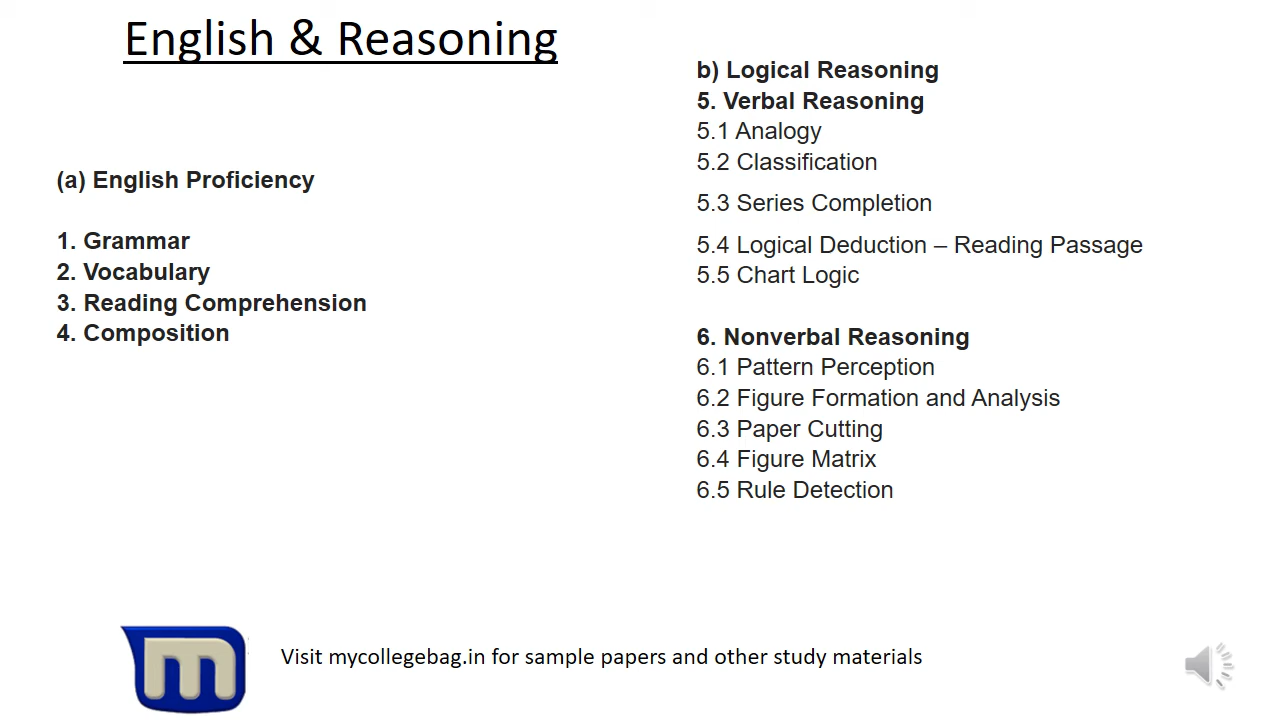 English & Reasoning
(a) English Proficiency
1. Grammar
2. Vocabulary
3. Reading Comprehension
4. Composition
b) Logical Reasoning
5. Verbal Reasoning
5.1 Analogy
5.2 Classification
5.3 Series Completion
5.4 Logical Deduction – Reading Passage
5.5 Chart Logic
6. Nonverbal Reasoning
6.1 Pattern Perception
6.2 Figure Formation and Analysis
6.3 Paper Cutting
6.4 Figure Matrix
6.5 Rule Detection
m
Visit mycollegebag.in for sample papers and other study materials